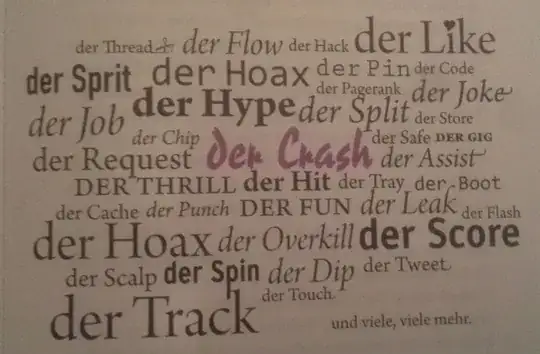 der Thread der Flow der Hack der Like
der Sprit der Hoax der Pin der Code
der Pagerank der Joke
der Job der Hype der Split der Store
der Chip der Safe DER GIG
der Request der Crash der Assist
DER THRILL der Hit der Tray der Boot
der Cache der Punch DER FUN der Leak der Flash
der Hoax der Overkill der Score
der Scalp der Spin der Dip der Tweet
der Touch
der Track und viele, viele mehr.